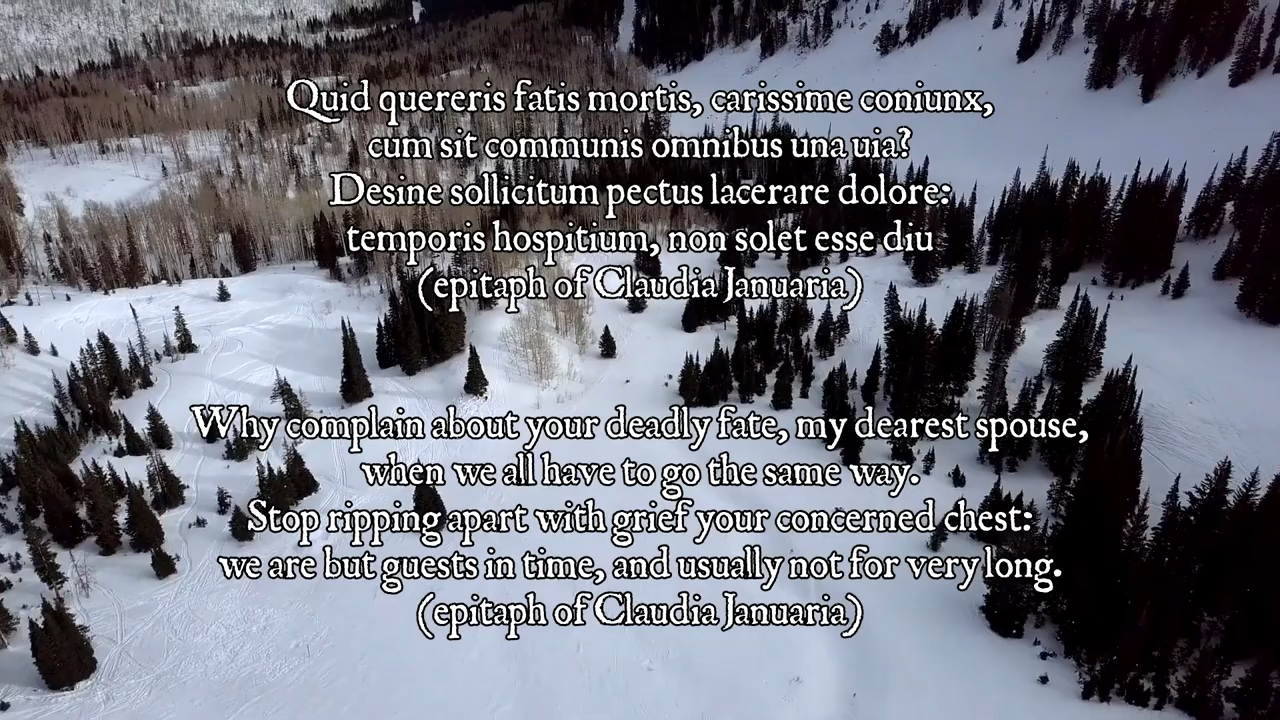 Quid quereris fatis mortis, carissime coniunx,
cum sit communis omnibus una uia?
Desine sollicitum pectus lacerare dolore:
temporis hospitium, non solet esse diu
(epitaph of Claudia Januaria)
Why complain about your deadly fate, my dearest spouse,
when we all have to go the same way.
Stop ripping apart with grief your concerned chest:
we are but guests in time, and usually not for very long.
(epitaph of Claudia Januaria)